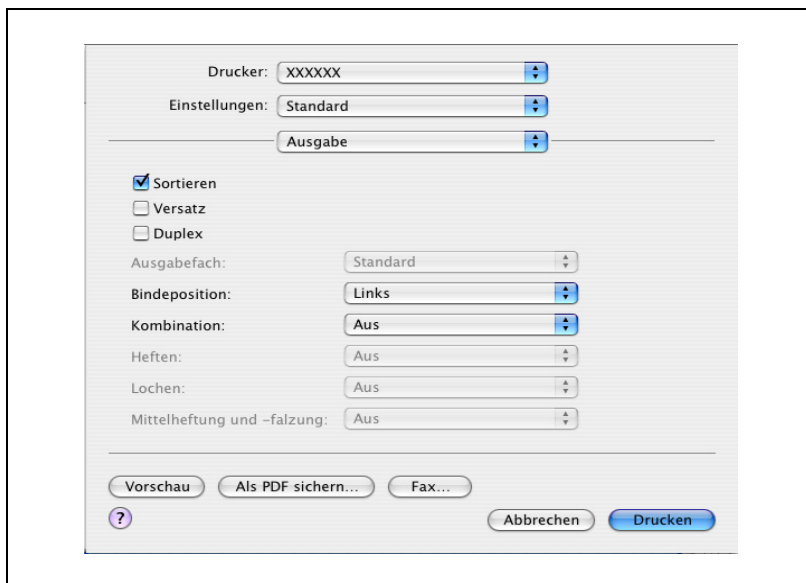 Drucker: XXXXXX
Einstellungen: Standard
Ausgabe
Sortieren
Versatz
Duplex
Ausgabefach: Standard
Bindeposition: Links
Kombination: Aus
Heften: Aus
Lochen: Aus
Mittelheftung und -falzung: Aus
Vorschau Als PDF sichern... Fax...
? Abbrechen Drucken